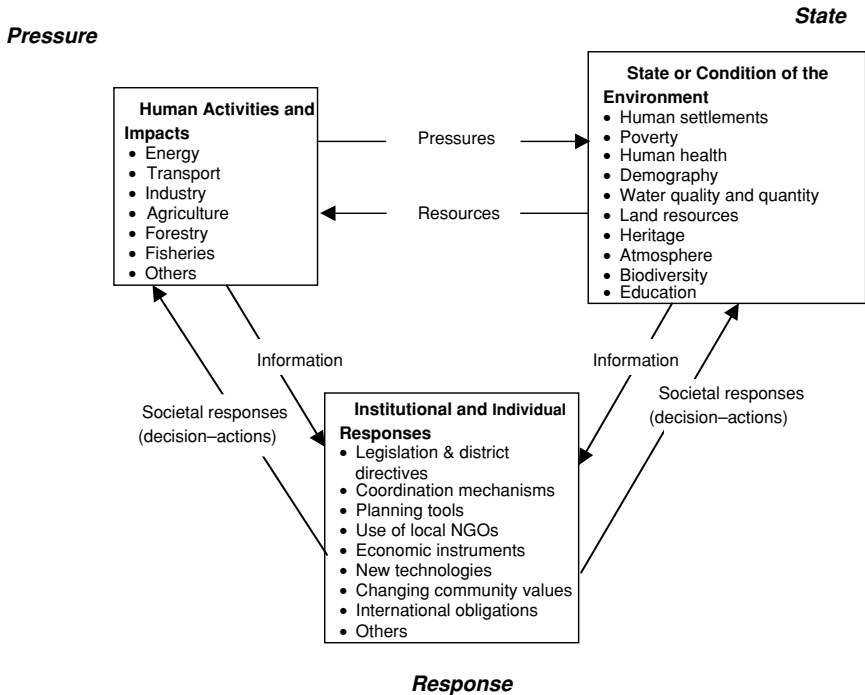 Pressure
State
Human Activities and
Impacts
• Energy
• Transport
• Industry
• Agriculture
• Forestry
• Fisheries
• Others
Pressures
Resources
State or Condition of the
Environment
• Human settlements
• Poverty
• Human health
• Demography
• Water quality and quantity
• Land resources
• Heritage
• Atmosphere
• Biodiversity
• Education
Information
Societal responses
(decision–actions)
Information
Societal responses
(decision–actions)
Institutional and Individual
Responses
• Legislation & district
directives
• Coordination mechanisms
• Planning tools
• Use of local NGOs
• Economic instruments
• New technologies
• Changing community values
• International obligations
• Others
Response